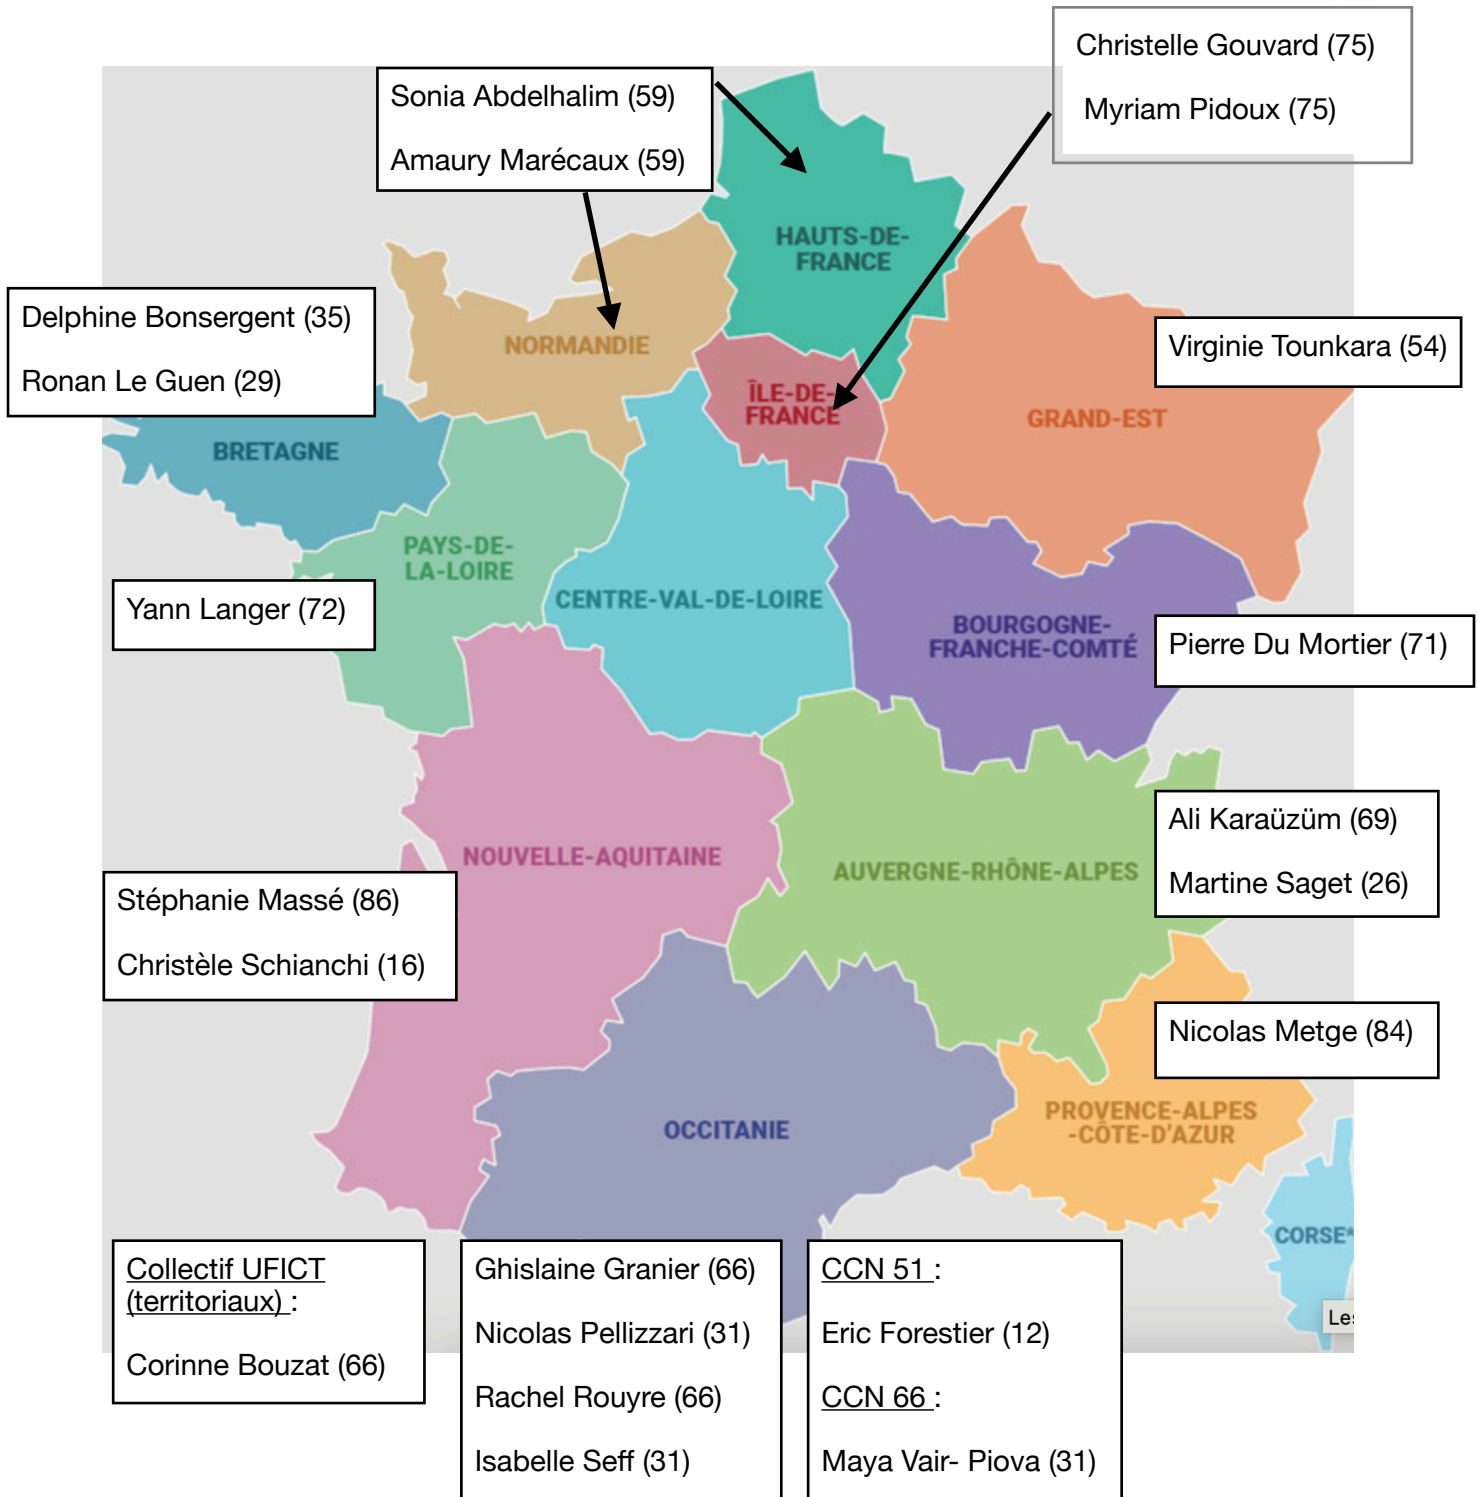 Christelle Gouvard (75)
Myriam Pidoux (75)
Sonia Abdelhalim (59)
Amaury Marécaux (59)
HAUTS-DE-
FRANCE
Delphine Bonsergent (35)
Ronan Le Guen (29)
NORMANDIE
Virginie Tounkara (54)
ÎLE-DE-
FRANCE
GRAND-EST
BRETAGNE
PAYS-DE-
LA-LOIRE
Yann Langer (72)
CENTRE-VAL-DE-LOIRE
BOURGOGNE-
FRANCHE-COMTÉ
Pierre Du Mortier (71)
Ali Karaüzüm (69)
Martine Saget (26)
NOUVELLE-AQUITAINE
AUVERGNE-RHÔNE-ALPES
Stéphanie Massé (86)
Christèle Schianchi (16)
Nicolas Metge (84)
OCCITANIE
PROVENCE-ALPES
-CÔTE-D'AZUR
CORSE*
Les
Collectif UFICT
(territoriaux) :
Corinne Bouzat (66)
Ghislaine Granier (66)
Nicolas Pellizzari (31)
Rachel Rouyre (66)
Isabelle Seff (31)
CCN 51 :
Eric Forestier (12)
CCN 66 :
Maya Vair- Piova (31)